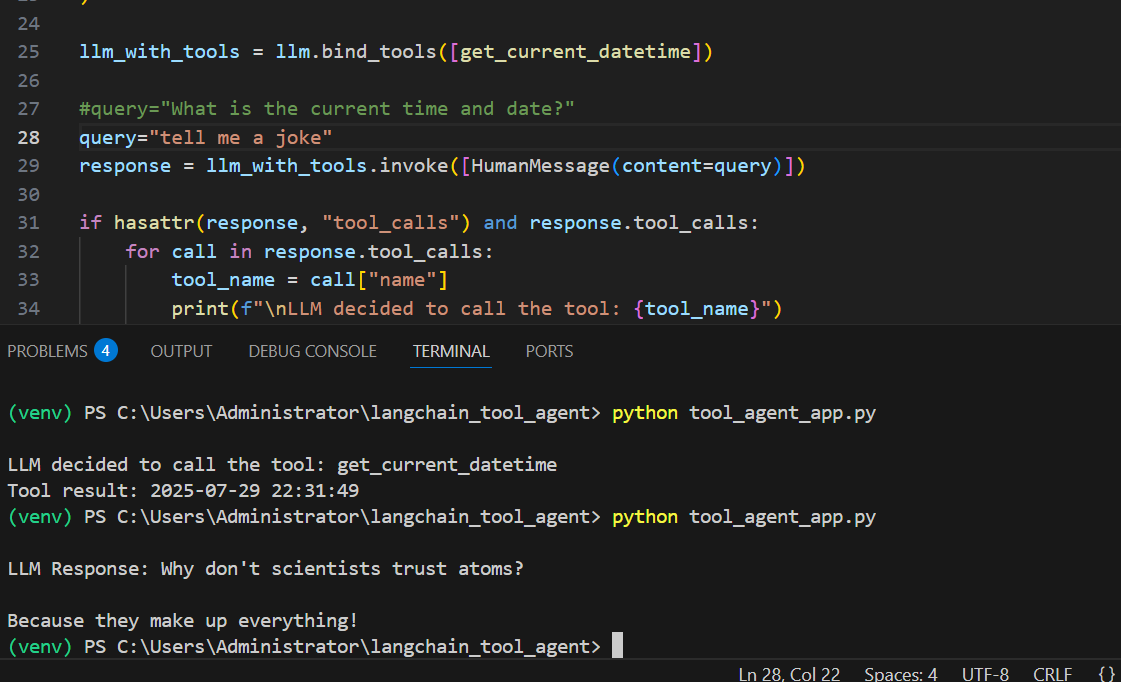 24
25 llm_with_tools = llm.bind_tools([get_current_datetime])
26
27 #query="What is the current time and date?"
28 query="tell me a joke"
29 response = llm_with_tools.invoke([HumanMessage(content=query)])
30
31 if hasattr(response, "tool_calls") and response.tool_calls:
32     for call in response.tool_calls:
33         tool_name = call["name"]
34         print(f"\nLLM decided to call the tool: {tool_name}")
PROBLEMS 4 OUTPUT DEBUG CONSOLE TERMINAL PORTS
(venv) PS C:\Users\Administrator\langchain_tool_agent> python tool_agent_app.py
LLM decided to call the tool: get_current_datetime
Tool result: 2025-07-29 22:31:49
(venv) PS C:\Users\Administrator\langchain_tool_agent> python tool_agent_app.py
LLM Response: Why don't scientists trust atoms?
Because they make up everything!
(venv) PS C:\Users\Administrator\langchain_tool_agent>
Ln 28, Col 22 Spaces: 4 UTF-8 CRLF {}